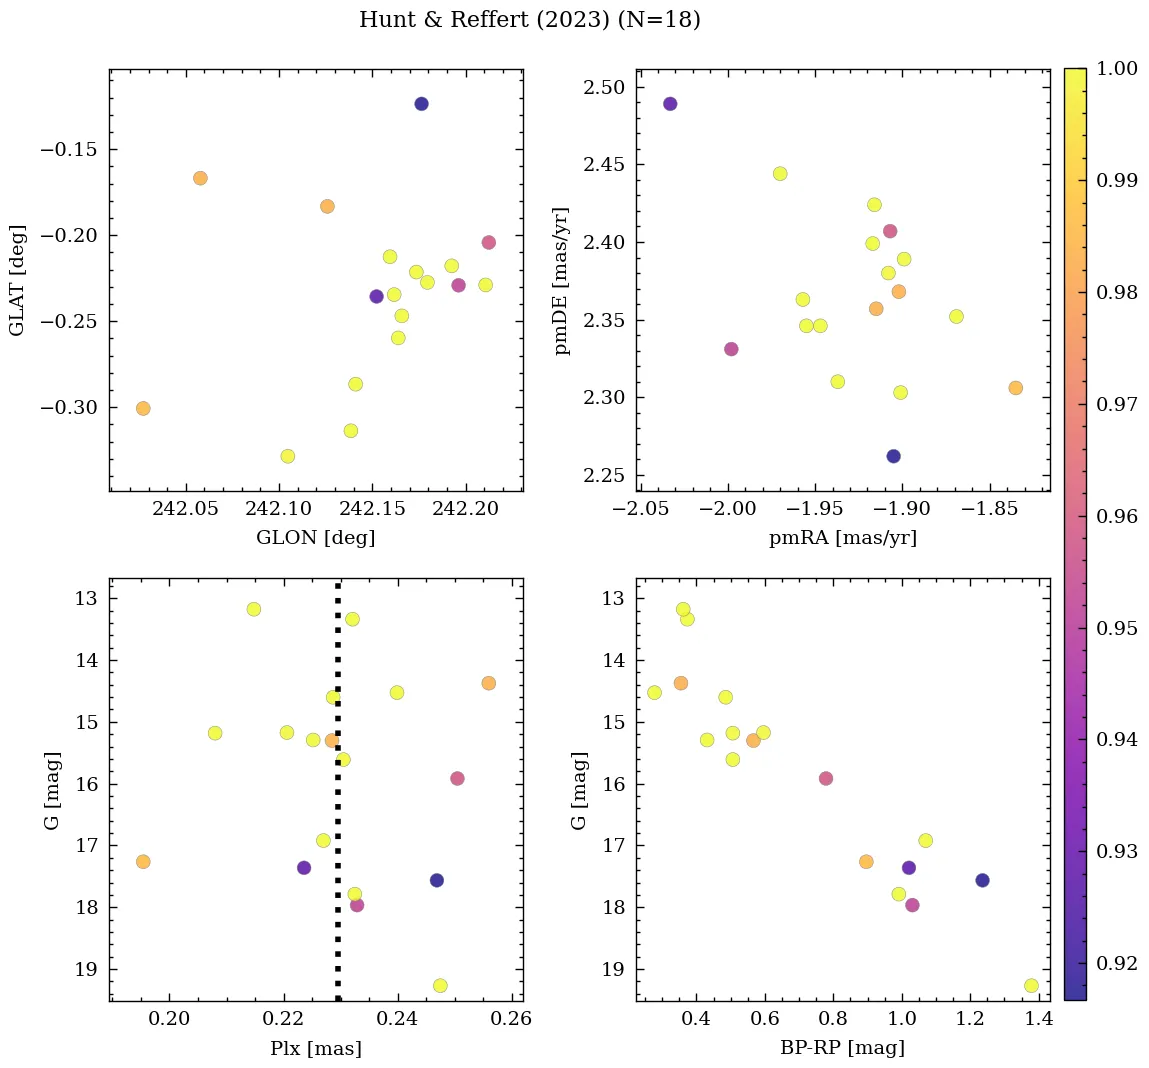 Hunt & Reffert (2023) (N=18)
GLAT [deg]
−0.15
−0.20
−0.25
−0.30
242.05 242.10 242.15 242.20
GLON [deg]
pmDE [mas/yr]
2.50
2.45
2.40
2.35
2.30
2.25
−2.05 −2.00 −1.95 −1.90 −1.85
pmRA [mas/yr]
G [mag]
13
14
15
16
17
18
19
0.20 0.22 0.24 0.26
Plx [mas]
G [mag]
13
14
15
16
17
18
19
0.4 0.6 0.8 1.0 1.2 1.4
BP-RP [mag]
1.00
0.99
0.98
0.97
0.96
0.95
0.94
0.93
0.92